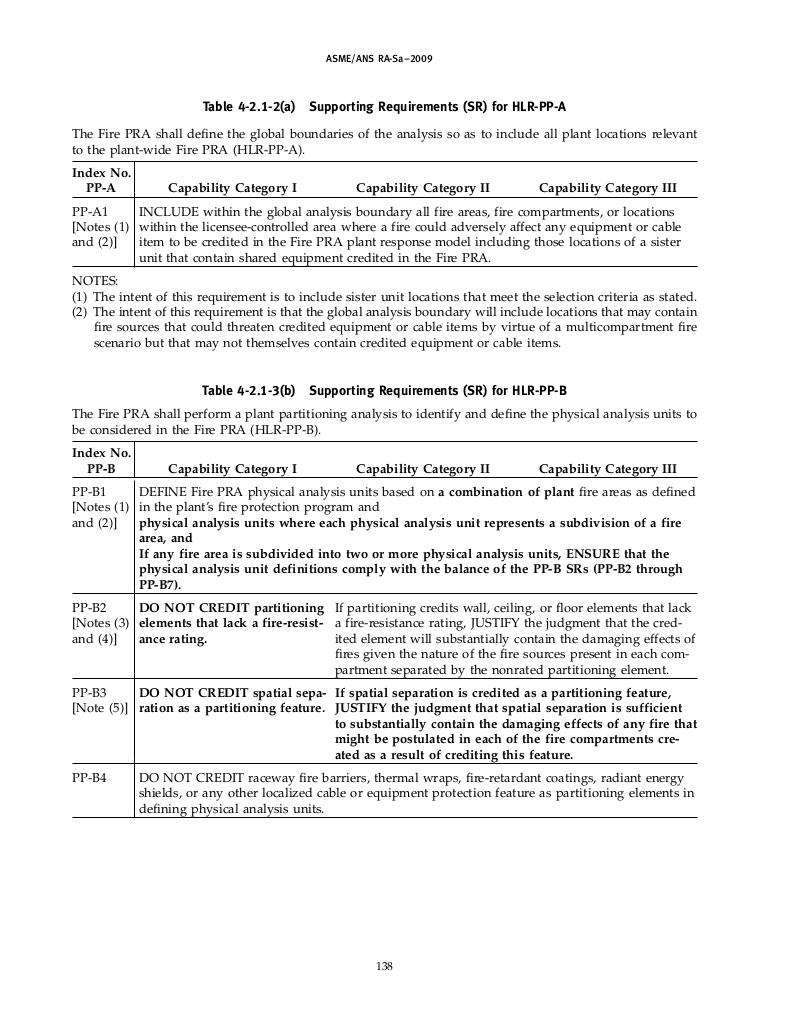 ASME/ANS RA-Sa–2009
Table 4-2.1-2(a) Supporting Requirements (SR) for HLR-PP-A
The Fire PRA shall define the global boundaries of the analysis so as to include all plant locations relevant
to the plant-wide Fire PRA (HLR-PP-A).
Index No.
PP-A Capability Category I Capability Category II Capability Category III
PP-A1 INCLUDE within the global analysis boundary all fire areas, fire compartments, or locations
[Notes (1) within the licensee-controlled area where a fire could adversely affect any equipment or cable
and (2)] item to be credited in the Fire PRA plant response model including those locations of a sister
unit that contain shared equipment credited in the Fire PRA.
NOTES:
(1) The intent of this requirement is to include sister unit locations that meet the selection criteria as stated.
(2) The intent of this requirement is that the global analysis boundary will include locations that may contain
fire sources that could threaten credited equipment or cable items by virtue of a multicompartment fire
scenario but that may not themselves contain credited equipment or cable items.
Table 4-2.1-3(b) Supporting Requirements (SR) for HLR-PP-B
The Fire PRA shall perform a plant partitioning analysis to identify and define the physical analysis units to
be considered in the Fire PRA (HLR-PP-B).
Index No.
PP-B Capability Category I Capability Category II Capability Category III
PP-B1 DEFINE Fire PRA physical analysis units based on a combination of plant fire areas as defined
[Notes (1) in the plant's fire protection program and
and (2)] physical analysis units where each physical analysis unit represents a subdivision of a fire
area, and
If any fire area is subdivided into two or more physical analysis units, ENSURE that the
physical analysis unit definitions comply with the balance of the PP-B SRs (PP-B2 through
PP-B7).
PP-B2 DO NOT CREDIT partitioning If partitioning credits wall, ceiling, or floor elements that lack
[Notes (3) elements that lack a fire-resist- a fire-resistance rating, JUSTIFY the judgment that the cred-
and (4)] ance rating. ited element will substantially contain the damaging effects of
fires given the nature of the fire sources present in each com-
partment separated by the nonrated partitioning element.
PP-B3 DO NOT CREDIT spatial sepa- If spatial separation is credited as a partitioning feature,
[Note (5)] ration as a partitioning feature. JUSTIFY the judgment that spatial separation is sufficient
to substantially contain the damaging effects of any fire that
might be postulated in each of the fire compartments cre-
ated as a result of crediting this feature.
PP-B4 DO NOT CREDIT raceway fire barriers, thermal wraps, fire-retardant coatings, radiant energy
shields, or any other localized cable or equipment protection feature as partitioning elements in
defining physical analysis units.
138